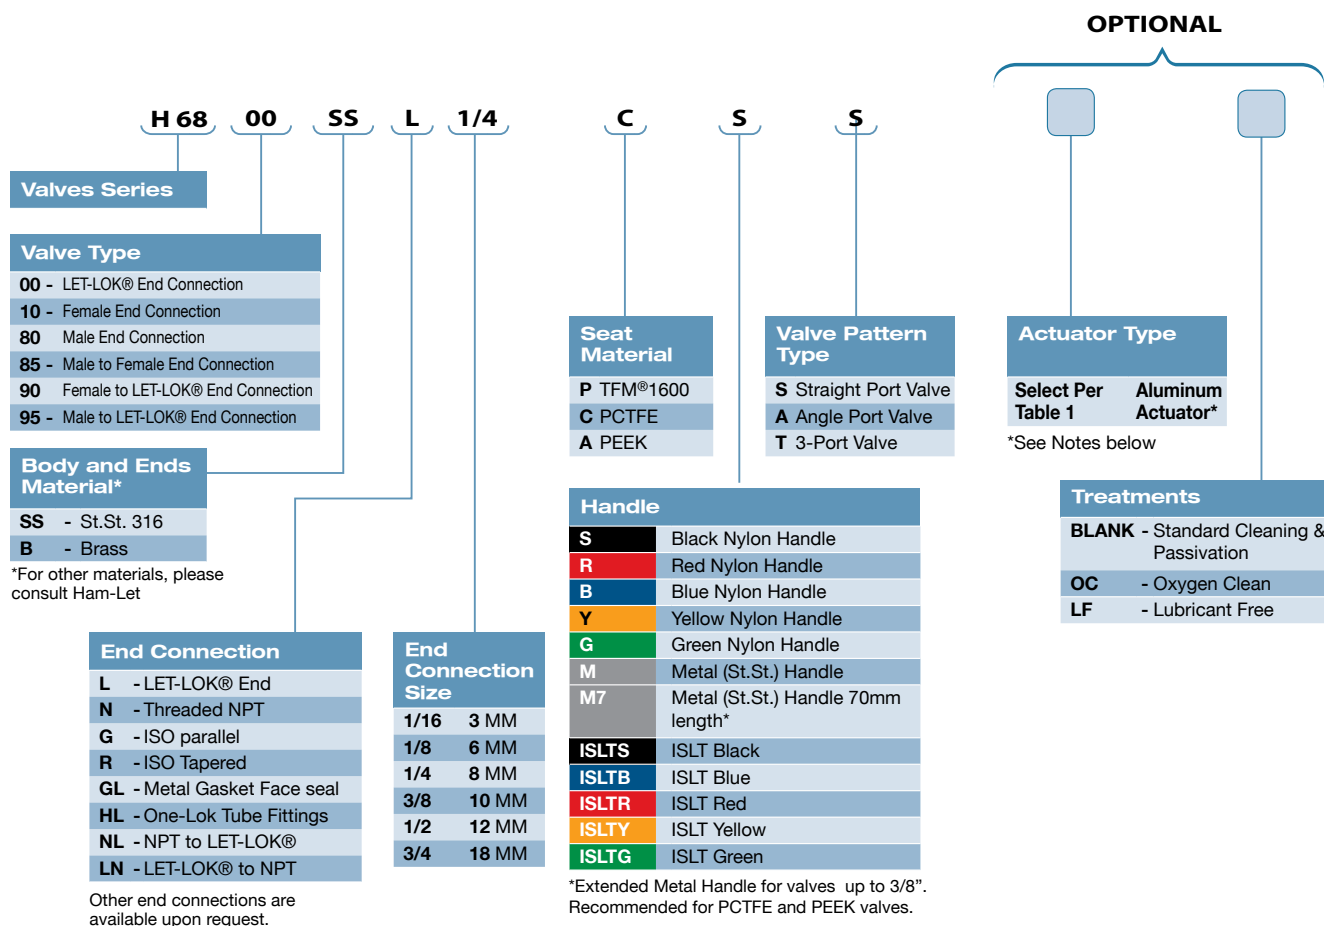 OPTIONAL
H 68 00 SS L 1/4 C S S
Valves Series
Valve Type
00 - LET-LOK® End Connection
10 - Female End Connection
80 Male End Connection
85 - Male to Female End Connection
90 Female to LET-LOK® End Connection
95 - Male to LET-LOK® End Connection
Body and Ends
Material*
SS - St.St. 316
B - Brass
*For other materials, please
consult Ham-Let
End Connection
L - LET-LOK® End
N - Threaded NPT
G - ISO parallel
R - ISO Tapered
GL - Metal Gasket Face seal
HL - One-Lok Tube Fittings
NL - NPT to LET-LOK®
LN - LET-LOK® to NPT
Other end connections are
available upon request.
End
Connection
Size
1/16 3 MM
1/8 6 MM
1/4 8 MM
3/8 10 MM
1/2 12 MM
3/4 18 MM
Seat
Material
P TFM®1600
C PCTFE
A PEEK
Handle
S Black Nylon Handle
R Red Nylon Handle
B Blue Nylon Handle
Y Yellow Nylon Handle
G Green Nylon Handle
M Metal (St.St.) Handle
M7 Metal (St.St.) Handle 70mm
length*
ISLTS ISLT Black
ISLTB ISLT Blue
ISLTR ISLT Red
ISLTY ISLT Yellow
ISLTG ISLT Green
*Extended Metal Handle for valves up to 3/8”.
Recommended for PCTFE and PEEK valves.
Valve Pattern
Type
S Straight Port Valve
A Angle Port Valve
T 3-Port Valve
Actuator Type
Select Per Aluminum
Table 1 Actuator*
*See Notes below
Treatments
BLANK - Standard Cleaning &
Passivation
OC - Oxygen Clean
LF - Lubricant Free